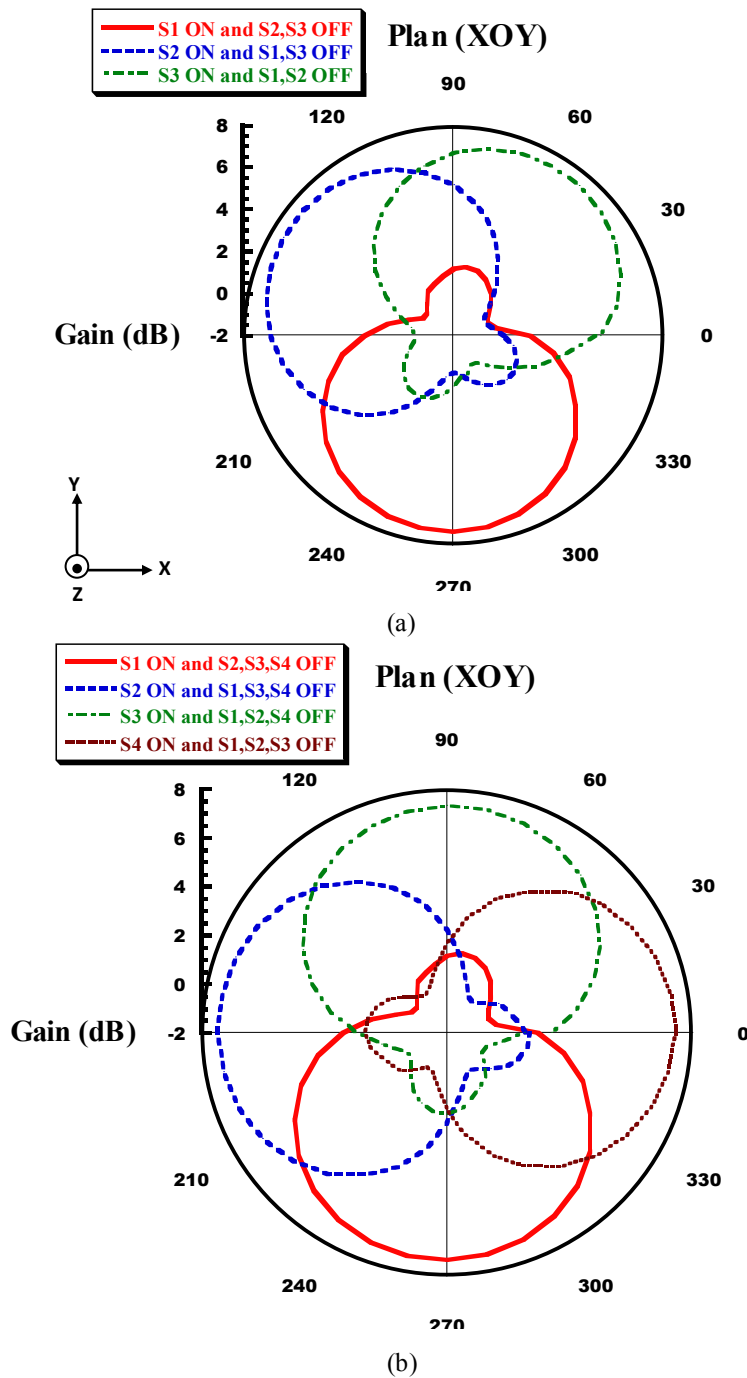 S1 ON and S2,S3 OFF
S2 ON and S1,S3 OFF
S3 ON and S1,S2 OFF
Plan (XOY)
90
120
60
8
6
4
30
2
0
Gain (dB)
-2
0
210
330
Y
X
Z
240
300
270
(a)
S1 ON and S2,S3,S4 OFF
S2 ON and S1,S3,S4 OFF
S3 ON and S1,S2,S4 OFF
S4 ON and S1,S2,S3 OFF
Plan (XOY)
90
120
60
8
6
4
30
2
0
Gain (dB)
-2
0
210
330
240
300
270
(b)